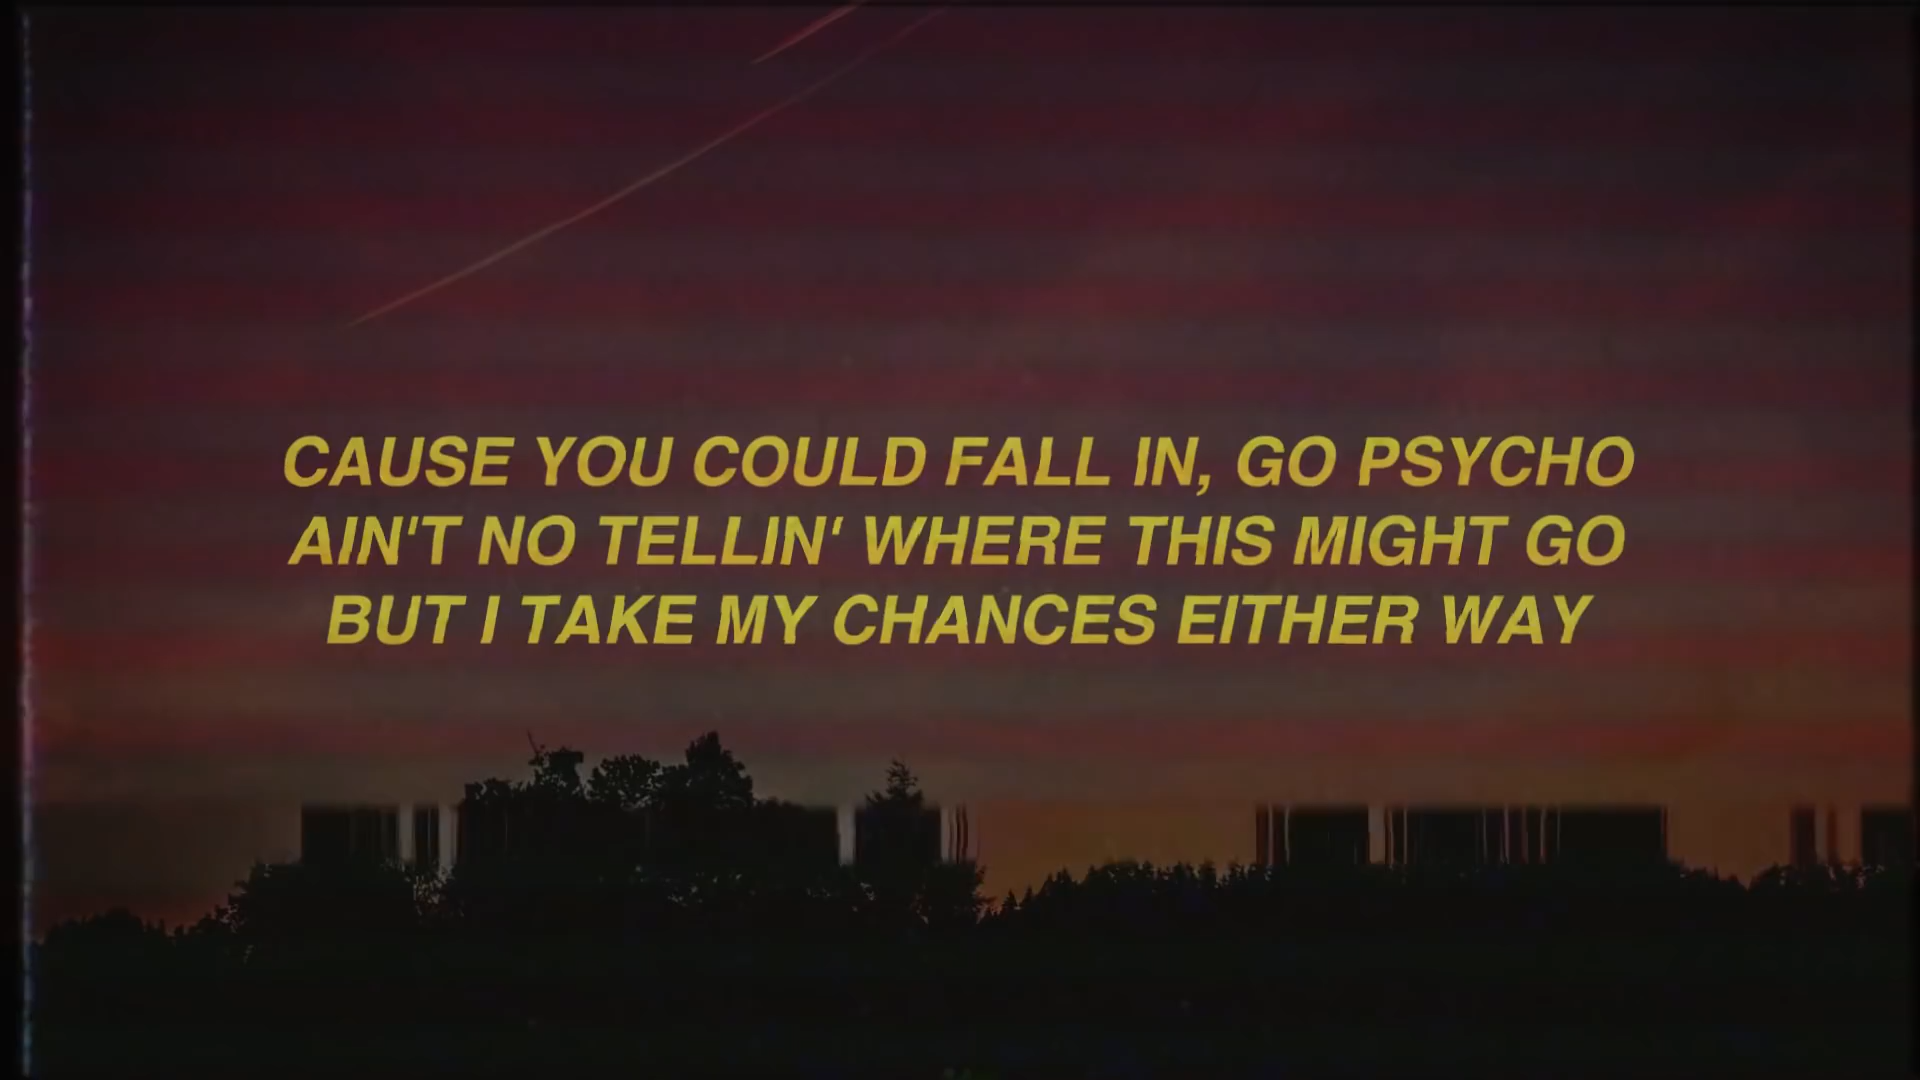 CAUSE YOU COULD FALL IN, GO PSYCHO
AIN'T NO TELLIN' WHERE THIS MIGHT GO
BUT I TAKE MY CHANCES EITHER WAY